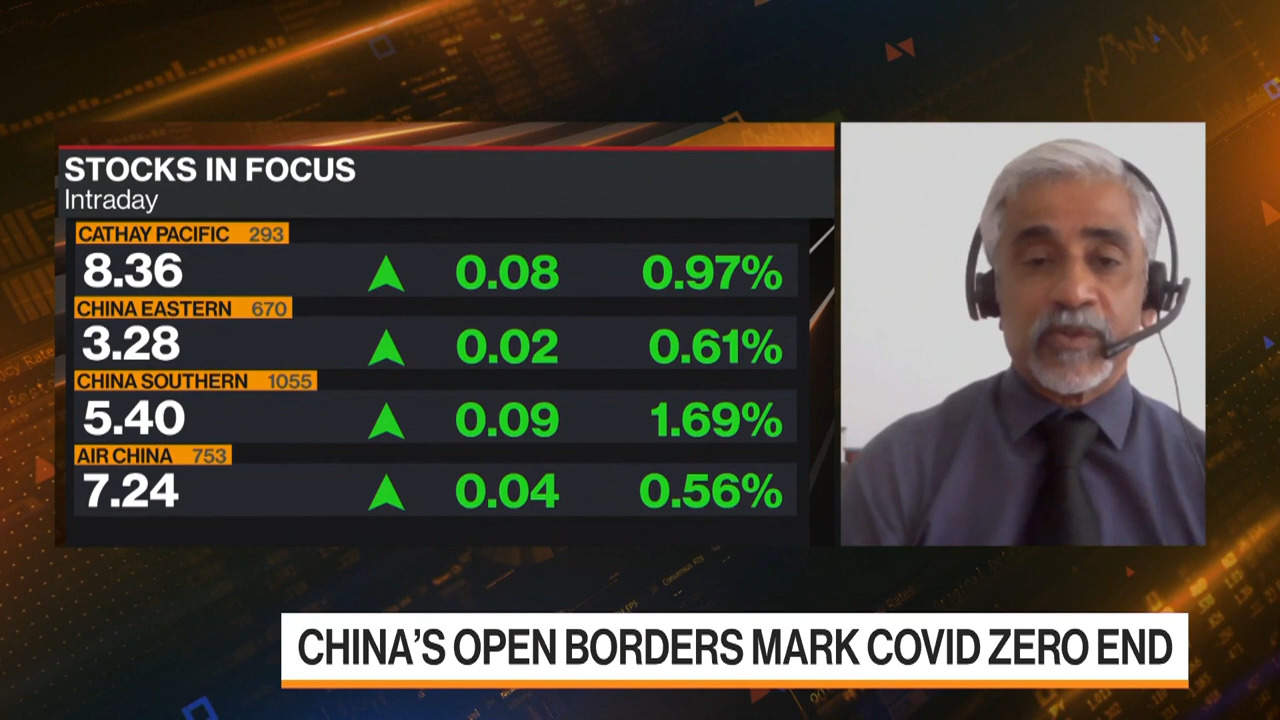 STOCKS IN FOCUS
Intraday
CATHAY PACIFIC 293
8.36 0.08 0.97%
CHINA EASTERN 670
3.28 0.02 0.61%
CHINA SOUTHERN 1055
5.40 0.09 1.69%
AIR CHINA 753
7.24 0.04 0.56%
CHINA'S OPEN BORDERS MARK COVID ZERO END